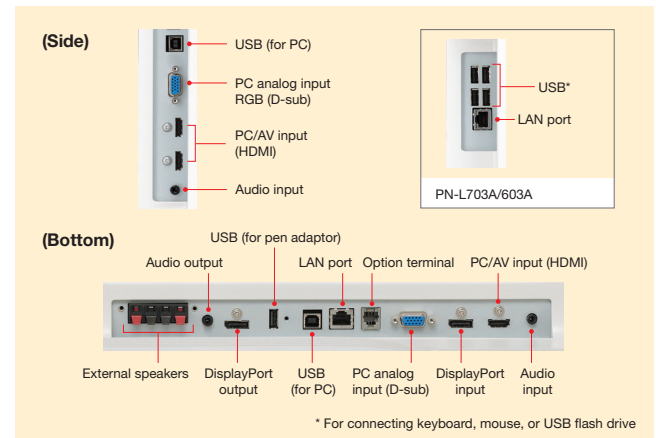 (Side)
USB (for PC)
PC analog input
RGB (D-sub)
PC/AV input
(HDMI)
Audio input
USB*
LAN port
PN-L703A/603A
(Bottom)
USB (for pen adaptor)
Audio output
LAN port
Option terminal
PC/AV input (HDMI)
External speakers
DisplayPort
output
USB
(for PC)
PC analog
input (D-sub)
DisplayPort
input
Audio
input
* For connecting keyboard, mouse, or USB flash drive